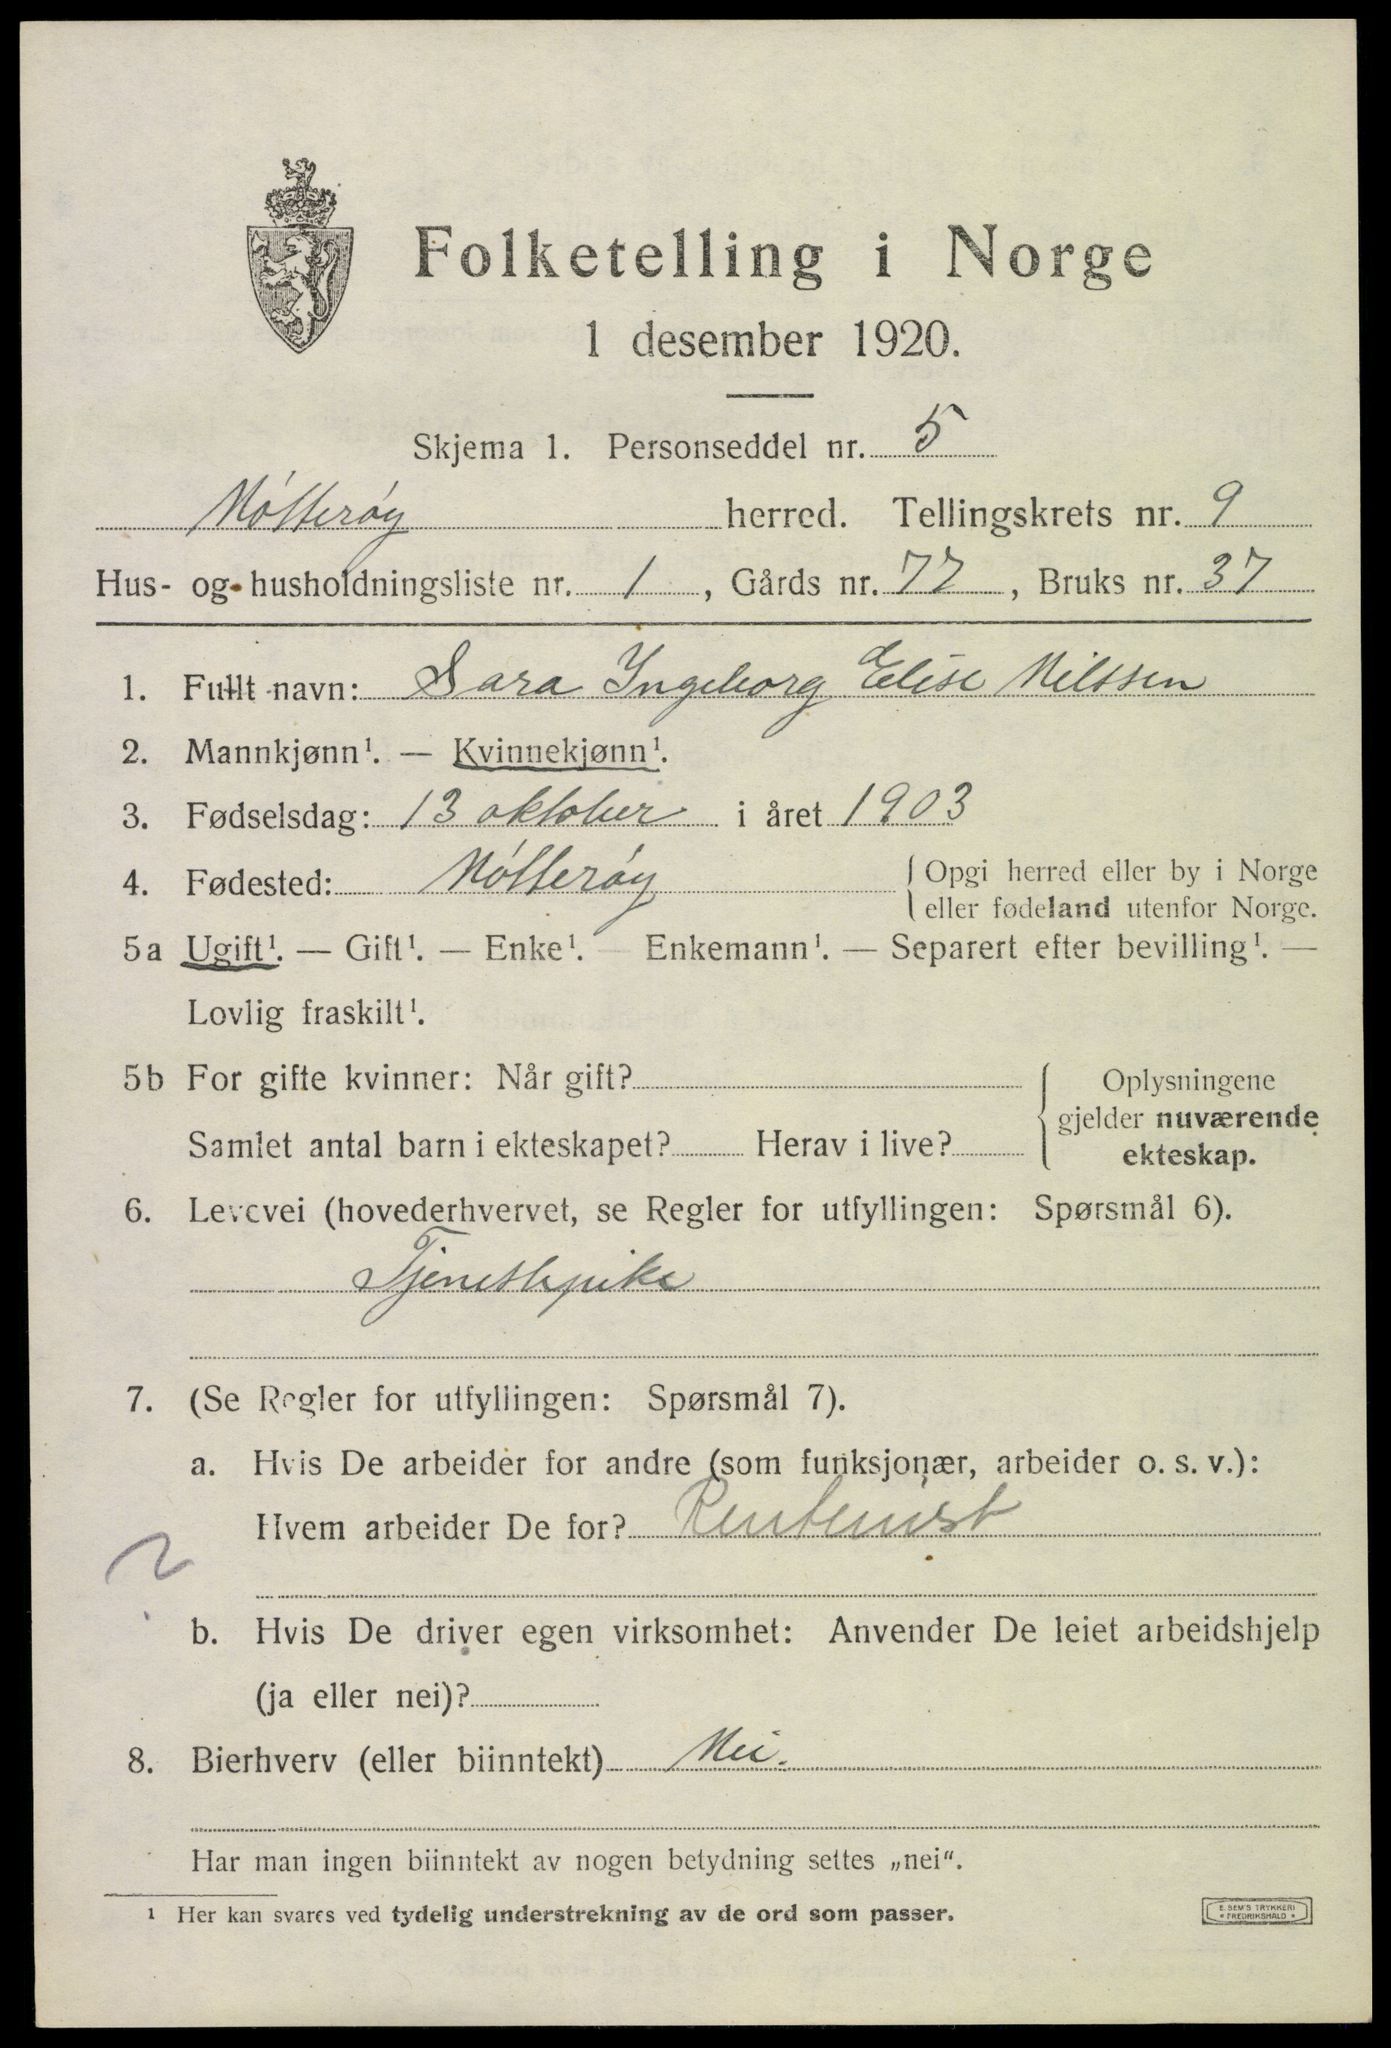 Folketelling i Norge
1 desember 1920.
Skjema 1. Personseddel nr. 5
Nötterøy herred. Tellingskrets nr. 9
Hus- og husholdningsliste nr. 1, Gårds nr. 77, Bruks nr. 37
1. Fullt navn: Sara Ingeborg Elise Nilssen
2. Mannkjønn¹. — Kvinnekjønn¹.
3. Fødselsdag: 13 oktober i året 1903
4. Fødested: Nötterøy { Opgi herred eller by i Norge
eller fødeland utenfor Norge.
5a Ugift¹. — Gift¹. — Enke¹. — Enkemann¹. — Separert efter bevilling¹. —
Lovlig fraskilt¹.
5b For gifte kvinner: Når gift?
Samlet antal barn i ekteskapet? Herav i live?
{ Oplysningene
gjelder nuværende
ekteskap.
6. Levevei (hovederhvervet, se Regler for utfyllingen: Spørsmål 6).
Tjenestepike
7. (Se Regler for utfyllingen: Spørsmål 7).
a. Hvis De arbeider for andre (som funksjonær, arbeider o. s. v.):
Hvem arbeider De for? Rentenist
b. Hvis De driver egen virksomhet: Anvender De leiet arbeidshjelp
(ja eller nei)?
8. Bierhverv (eller biinntekt) Nei.
Har man ingen biinntekt av nogen betydning settes „nei“.
¹ Her kan svares ved tydelig understrekning av de ord som passer.
E. SEM'S TRYKKERI
• FREDRIKSHALD •